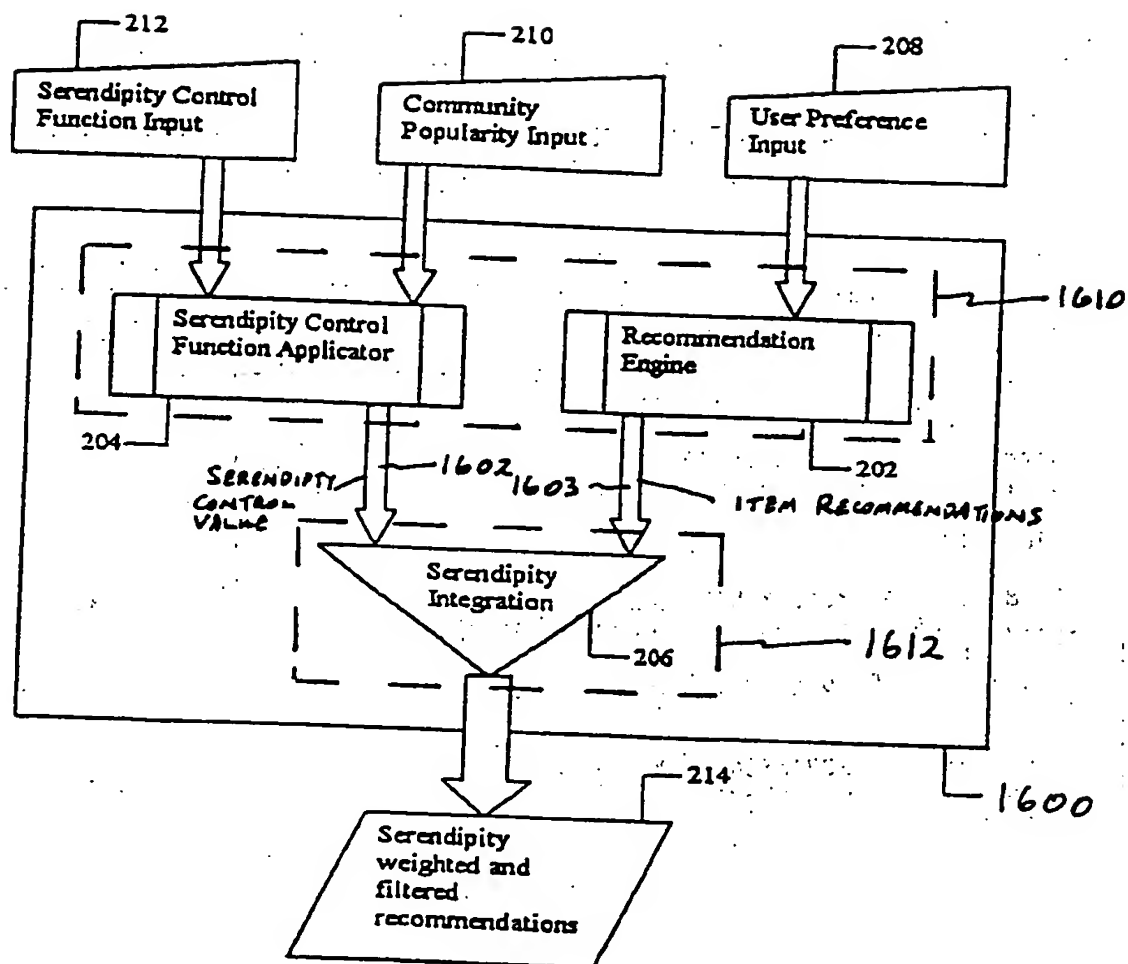 212
210
208
Serendipity Control
Function Input
Community
Popularity Input
User Preference
Input
1610
Serendipity Control
Function Applicator
Recommendation
Engine
204
202
SERENDIPTY
CONTROL
VALUE
1602
1603
ITEM RECOMMENDATIONS
Serendipity
Integration
206
1612
214
1600
Serendipity
weighted and
filtered
recommendations